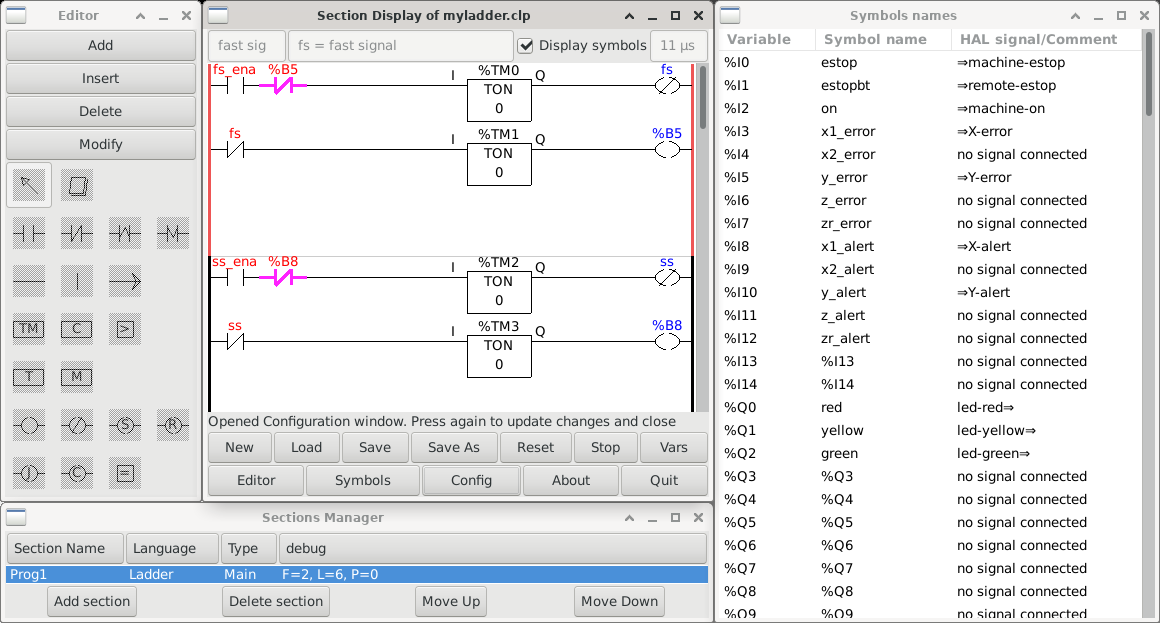 Editor
Add
Insert
Delete
Modify
TM C >
T M
S R
J C =
Section Display of myladder.clp
fast sig fs = fast signal Display symbols 11 µs
fs_ena %B5 %TM0 fs
I Q
TON
0
fs %TM1 %B5
I Q
TON
0
ss_ena %B8 %TM2 ss
I Q
TON
0
ss %TM3 %B8
I Q
TON
0
Opened Configuration window. Press again to update changes and close
New Load Save Save As Reset Stop Vars
Editor Symbols Config About Quit
Sections Manager
Section Name Language Type debug
Prog1 Ladder Main F=2, L=6, P=0
Add section Delete section Move Up Move Down
Symbols names
Variable Symbol name HAL signal/Comment
%I0 estop ⇒machine-estop
%I1 estopbt ⇒remote-estop
%I2 on ⇒machine-on
%I3 x1_error ⇒X-error
%I4 x2_error no signal connected
%I5 y_error ⇒Y-error
%I6 z_error no signal connected
%I7 zr_error no signal connected
%I8 x1_alert ⇒X-alert
%I9 x2_alert no signal connected
%I10 y_alert ⇒Y-alert
%I11 z_alert no signal connected
%I12 zr_alert no signal connected
%I13 %I13 no signal connected
%I14 %I14 no signal connected
%Q0 red led-red⇒
%Q1 yellow led-yellow⇒
%Q2 green led-green⇒
%Q3 %Q3 no signal connected
%Q4 %Q4 no signal connected
%Q5 %Q5 no signal connected
%Q6 %Q6 no signal connected
%Q7 %Q7 no signal connected
%Q8 %Q8 no signal connected
%Q9 %Q9 no signal connected